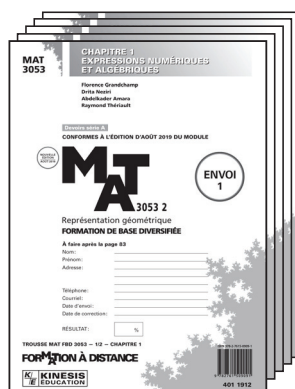 MAT
3053
CHAPITRE 1
EXPRESSIONS NUMÉRIQUES
ET ALGÉBRIQUES
Florence Grandchamp
Drita Neziri
Abdelkader Amara
Raymond Thériault
Devoirs série A
CONFORMES À L'ÉDITION D'AOÛT 2019 DU MODULE
MAT
3053 2
ENVOI
1
Représentation géométrique
FORMATION DE BASE DIVERSIFIÉE
À faire après la page 83
Nom:
Prénom:
Adresse:
Téléphone:
Courriel:
Date d'envoi:
Date de correction:
RÉSULTAT:
%
TROUSSE MAT FBD 3053 – 1/2 – CHAPITRE 1
FORMATION À DISTANCE
KINESIS
ÉDUCATION
401 1912